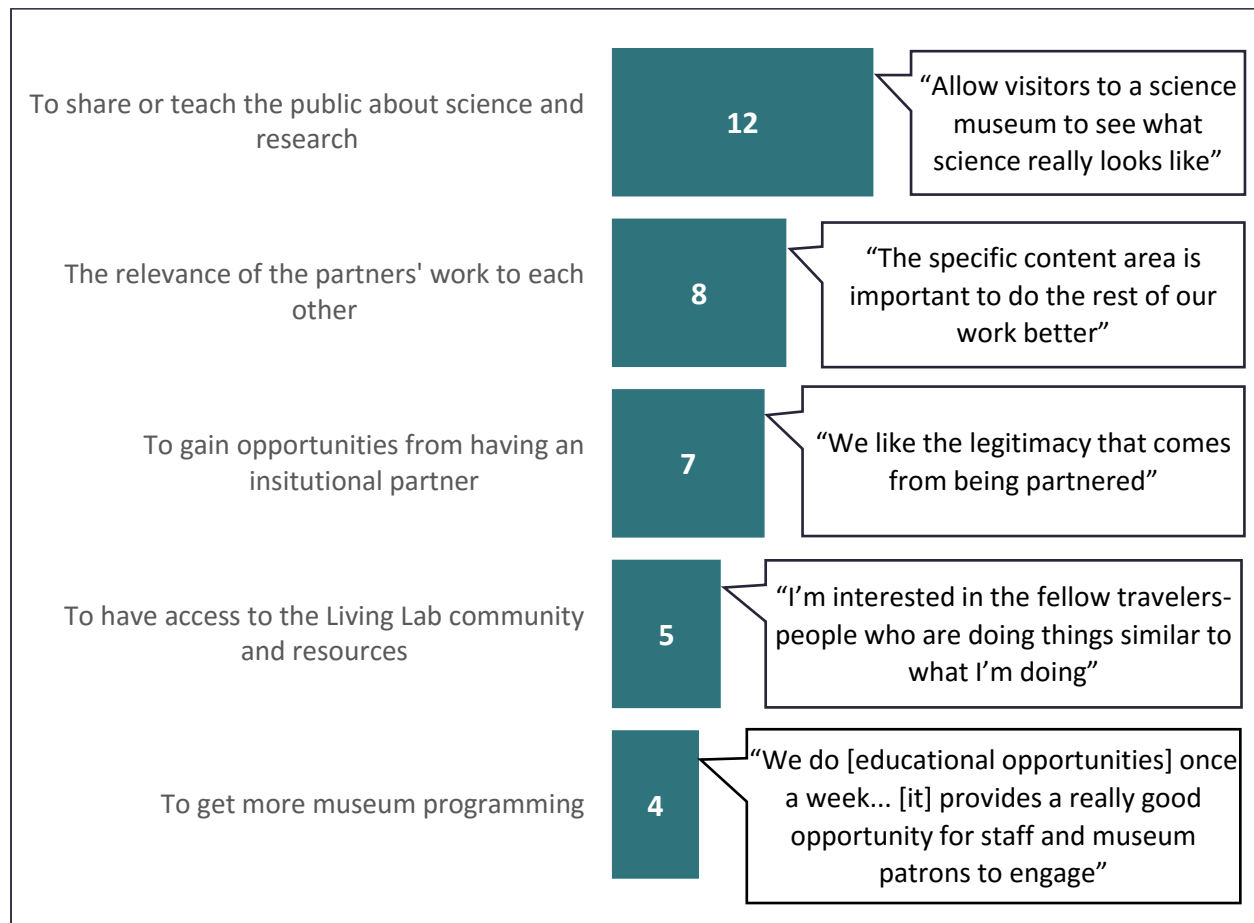 To share or teach the public about science and
research
12
“Allow visitors to a science
museum to see what
science really looks like”
The relevance of the partners' work to each
other
8
“The specific content area is
important to do the rest of our
work better”
To gain opportunities from having an
insitutional partner
7
“We like the legitimacy that comes
from being partnered”
To have access to the Living Lab community
and resources
5
“I’m interested in the fellow travelers-
people who are doing things similar to
what I’m doing”
To get more museum programming
4
“We do [educational opportunities] once
a week... [it] provides a really good
opportunity for staff and museum
patrons to engage”